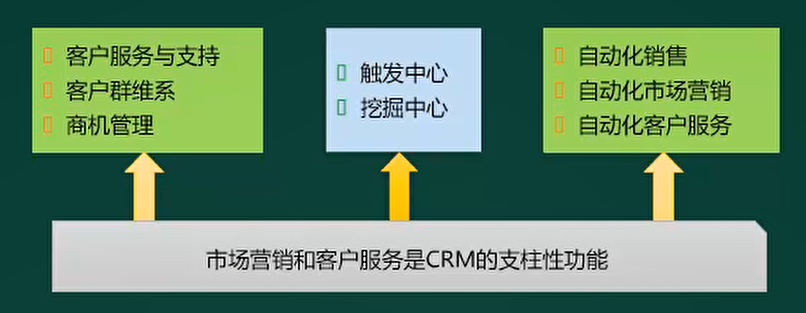 客户服务与支持
客户群维系
商机管理
触发中心
挖掘中心
自动化销售
自动化市场营销
自动化客户服务
市场营销和客户服务是CRM的支柱性功能